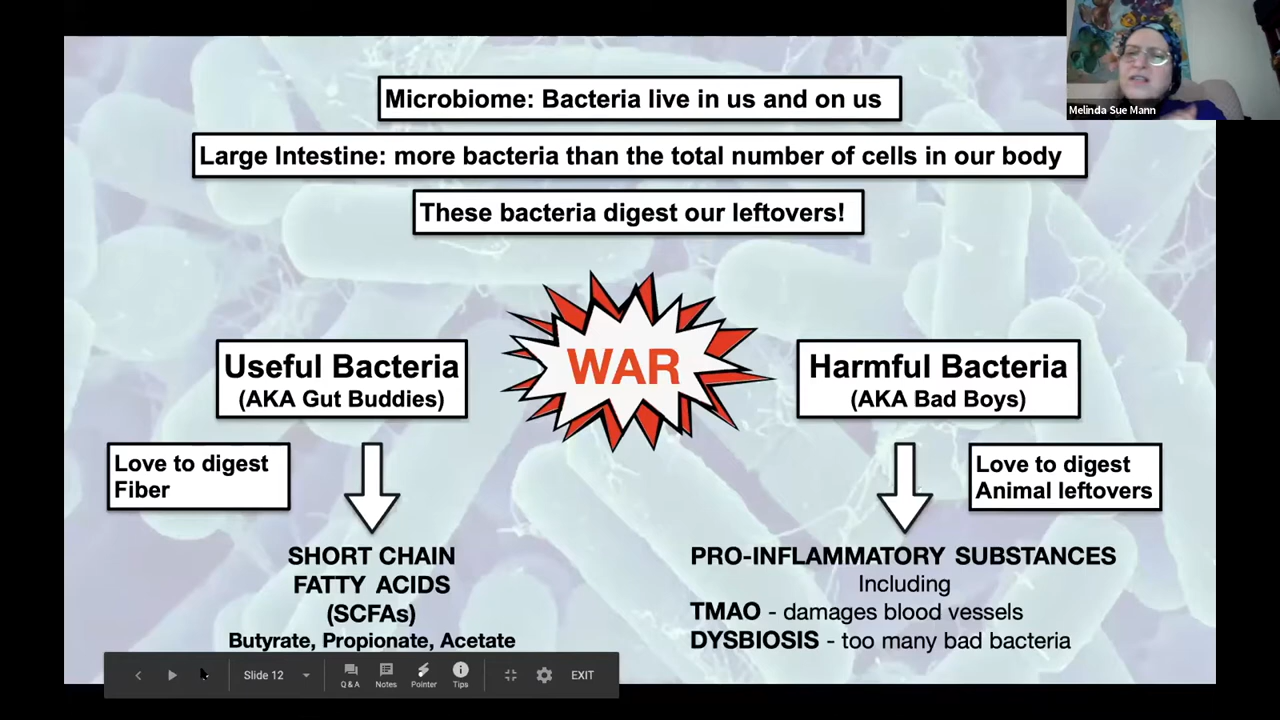 Melinda Sue Mann
Microbiome: Bacteria live in us and on us
Large Intestine: more bacteria than the total number of cells in our body
These bacteria digest our leftovers!
WAR
Useful Bacteria
(AKA Gut Buddies)
Love to digest
Fiber
SHORT CHAIN
FATTY ACIDS
(SCFAs)
Butyrate, Propionate, Acetate
Harmful Bacteria
(AKA Bad Boys)
Love to digest
Animal leftovers
PRO-INFLAMMATORY SUBSTANCES
Including
TMAO - damages blood vessels
DYSBIOSIS - too many bad bacteria
Slide 12
Q & A
Notes
Pointer
Tips
EXIT